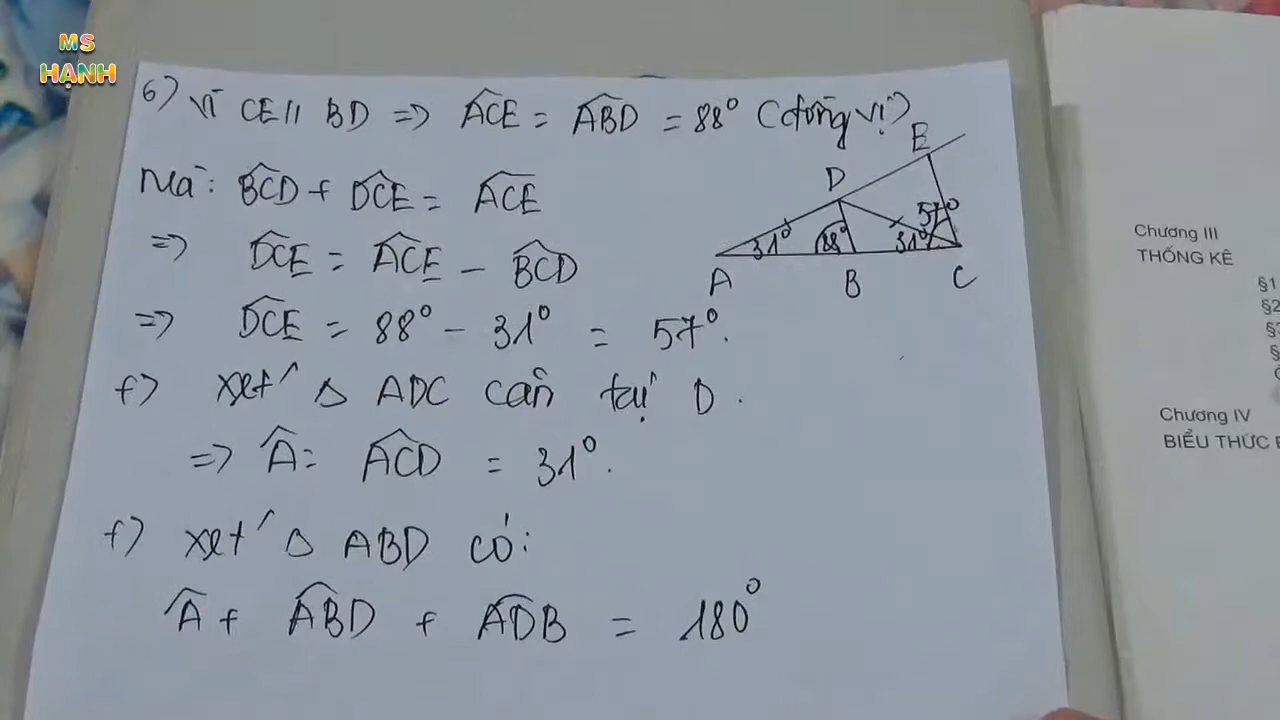 MS
HẠNH
6) Vì CE // BD => ACE = ABD = 88° (đồng vị)
Mà: BCD + DCE = ACE
=> DCE = ACE - BCD
=> DCE = 88° - 31° = 57°.
+) xét Δ ADC cân tại D.
=> Â = ACD = 31°.
+) xét Δ ABD có:
Â + ABD + ADB = 180°
E
D
57°
31°
88°
31°
A
B
C
Chương III
THỐNG KÊ
§1
§2
Chương IV
BIỂU THỨC